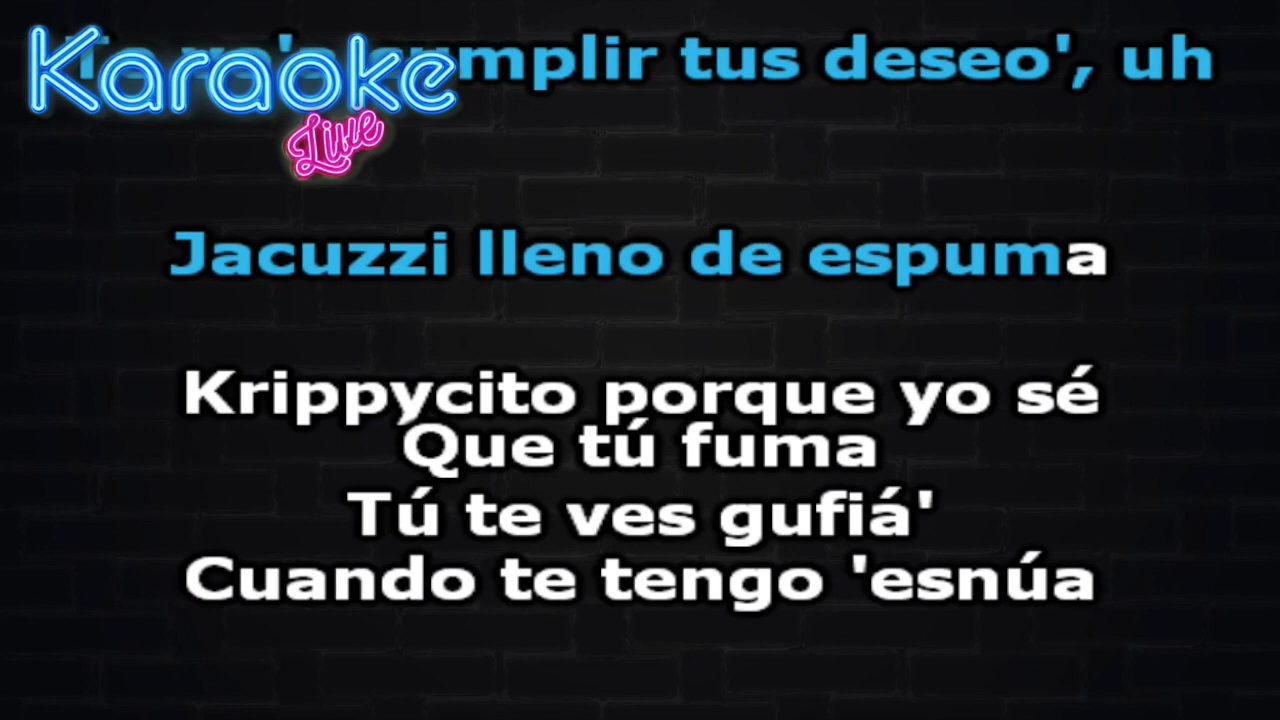 Karaoke
Live
cumplir tus deseo', uh
Jacuzzi lleno de espuma
Krippycito porque yo sé
Que tú fuma
Tú te ves gufiá'
Cuando te tengo 'esnúa